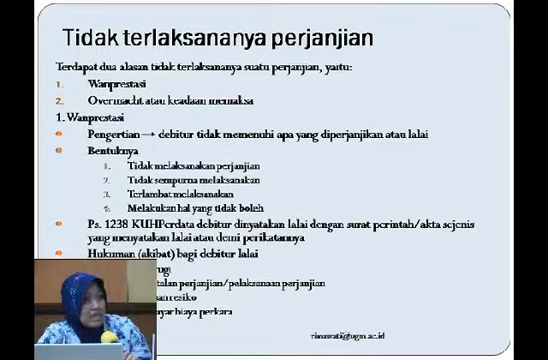 Tidak terlaksananya perjanjian
Terdapat dua alasan tidak terlaksananya suatu perjanjian, yaitu:
1. Wanprestasi
2. Overmacht atau keadaan memaksa
1. Wanprestasi
• Pengertian → debitur tidak memenuhi apa yang diperjanjikan atau lalai
• Bentuknya
1. Tidak melaksanakan perjanjian
2. Tidak sempurna melaksanakan
3. Terlambat melaksanakan
4. Melakukan hal yang tidak boleh
• Ps. 1238 KUHPerdata debitur dinyatakan lalai dengan surat perintah/akta sejenis
yang menyatakan lalai atau demi perikatannya
• Hukuman (akibat) bagi debitur lalai
talan perjanjian/pelaksanaan perjanjian
resiko
biaya perkara
rimawati@ugm.ac.id